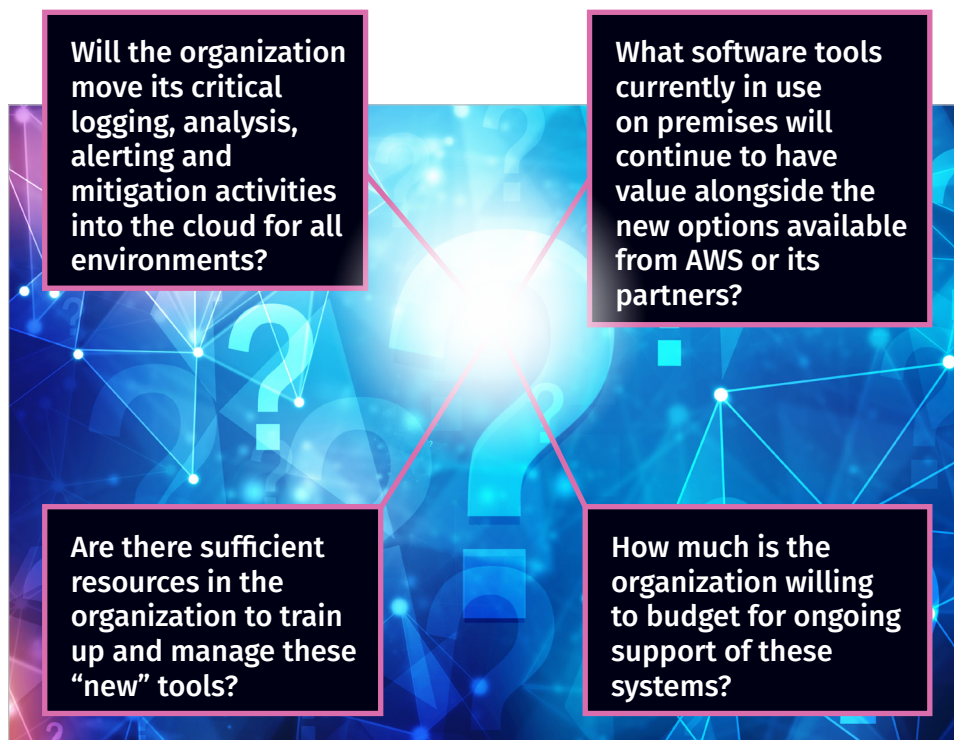 Will the organization
move its critical
logging, analysis,
alerting and
mitigation activities
into the cloud for all
environments?
What software tools
currently in use
on premises will
continue to have
value alongside the
new options available
from AWS or its
partners?
Are there sufficient
resources in the
organization to train
up and manage these
“new” tools?
How much is the
organization willing
to budget for ongoing
support of these
systems?